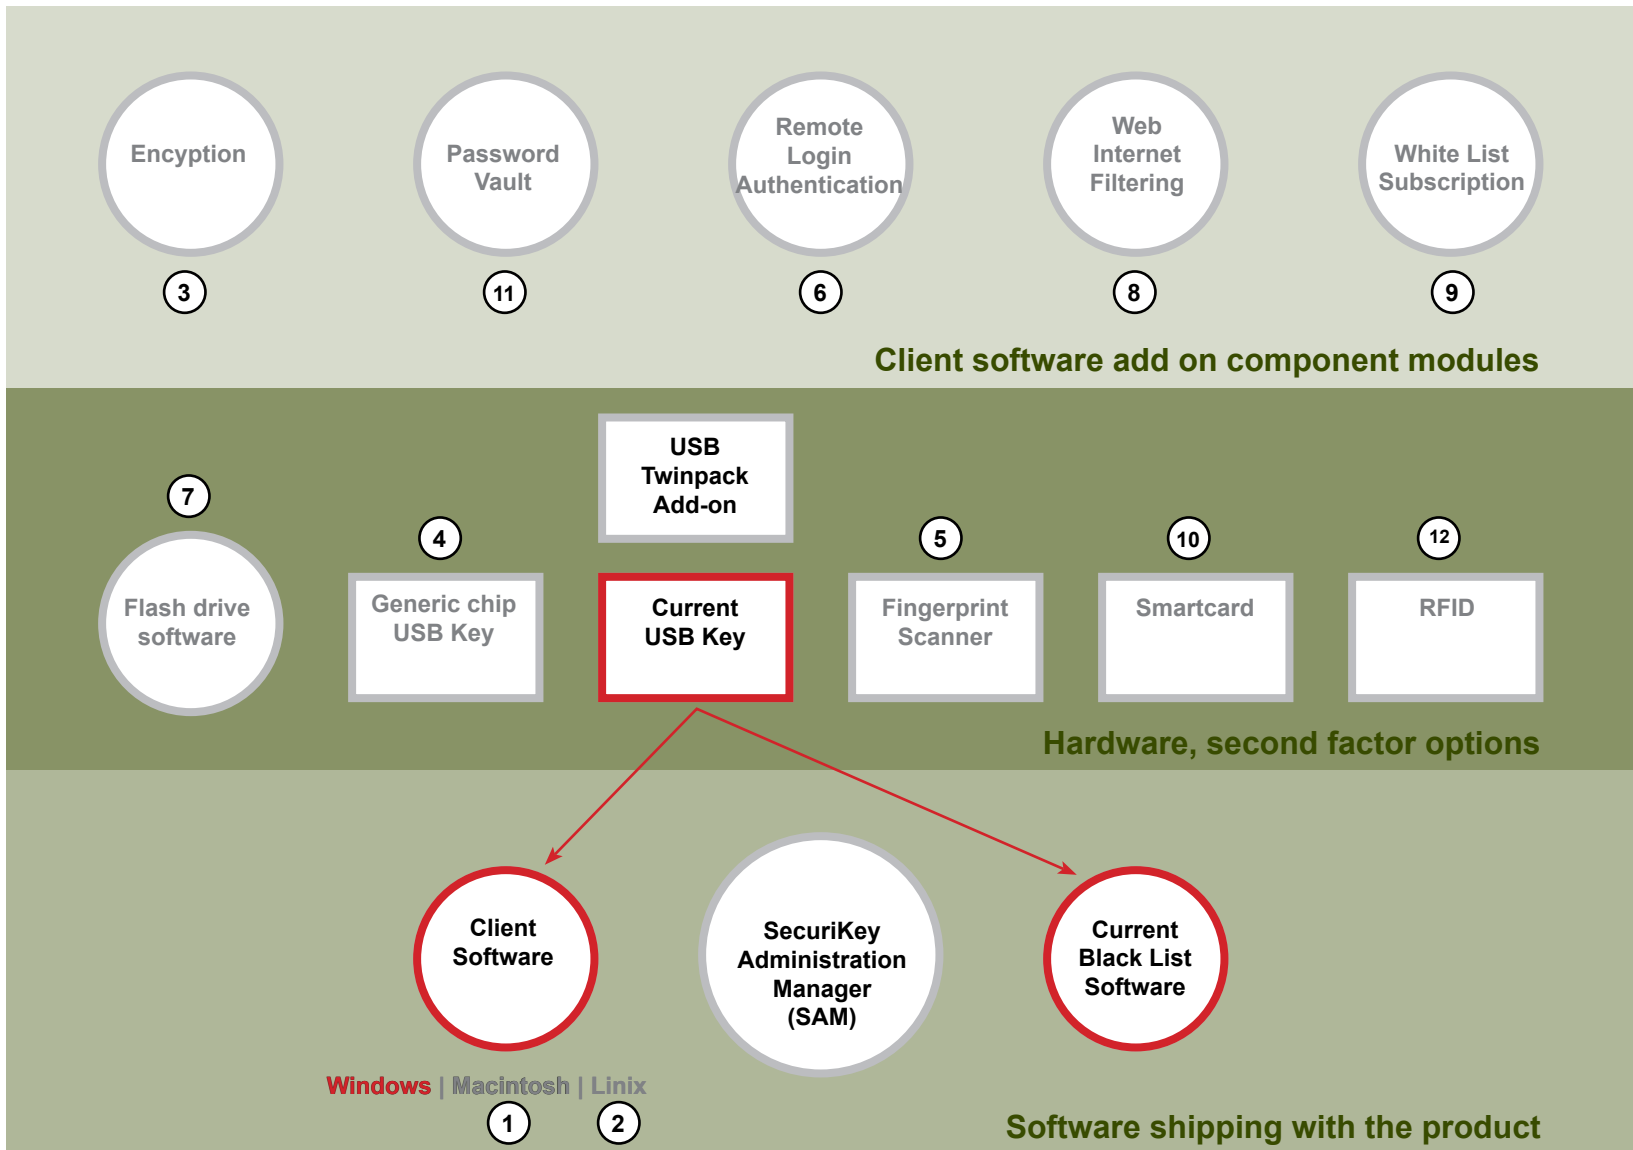 Encyption
Password
Vault
Remote
Login
Authentication
Web
Internet
Filtering
White List
Subscription
3
11
6
8
9
Client software add on component modules
USB
Twinpack
Add-on
7
4
5
10
12
Flash drive
software
Generic chip
USB Key
Current
USB Key
Fingerprint
Scanner
Smartcard
RFID
Hardware, second factor options
Client
Software
SecuriKey
Administration
Manager
(SAM)
Current
Black List
Software
Windows | Macintosh | Linix
1
2
Software shipping with the product